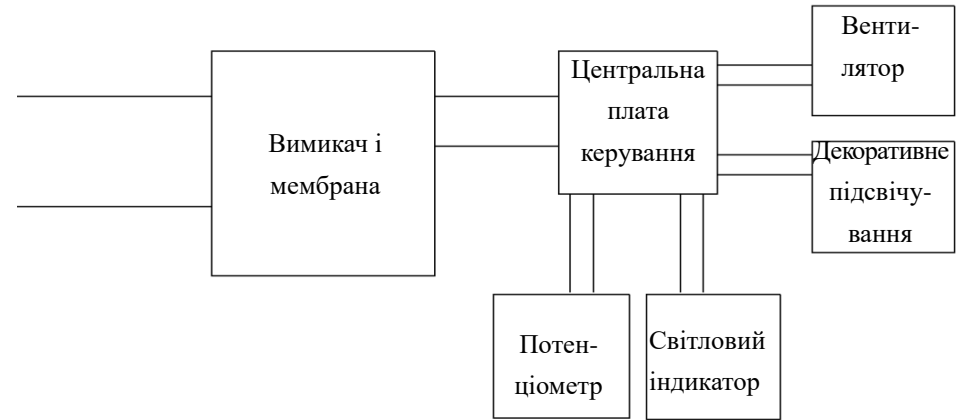 Вимикач і
мембрана
Центральна
плата
керування
Венти-
лятор
Декоративне
підсвічу-
вання
Потен-
ціометр
Світловий
індикатор